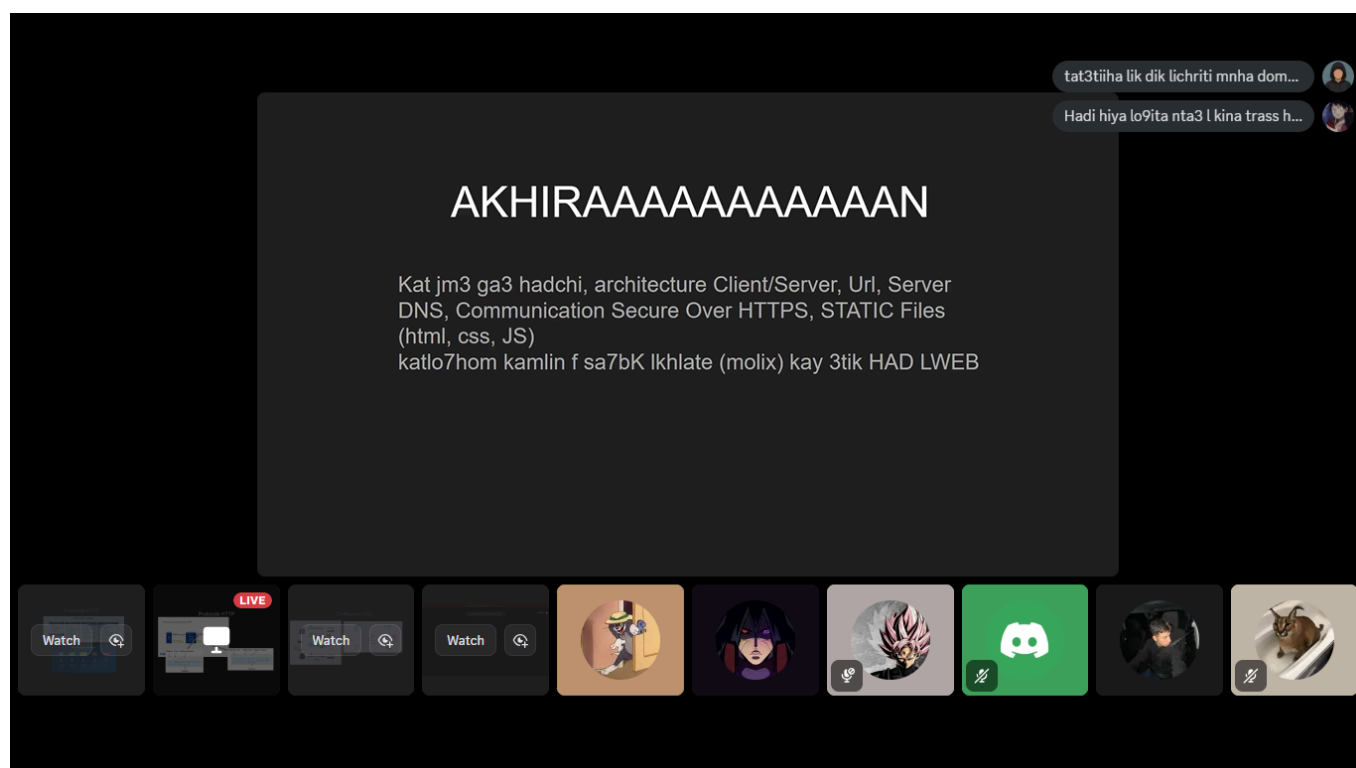 tat3tiiha lik dik lichriti mnha dom...
Hadi hiya lo9ita nta3 l kina trass h...
AKHIRAAAAAAAAAAAN
Kat jm3 ga3 hadchi, architecture Client/Server, Url, Server
DNS, Communication Secure Over HTTPS, STATIC Files
(html, css, JS)
katlo7hom kamlin f sa7bK lkhlate (molix) kay 3tik HAD LWEB
LIVE
Watch
Watch
Watch